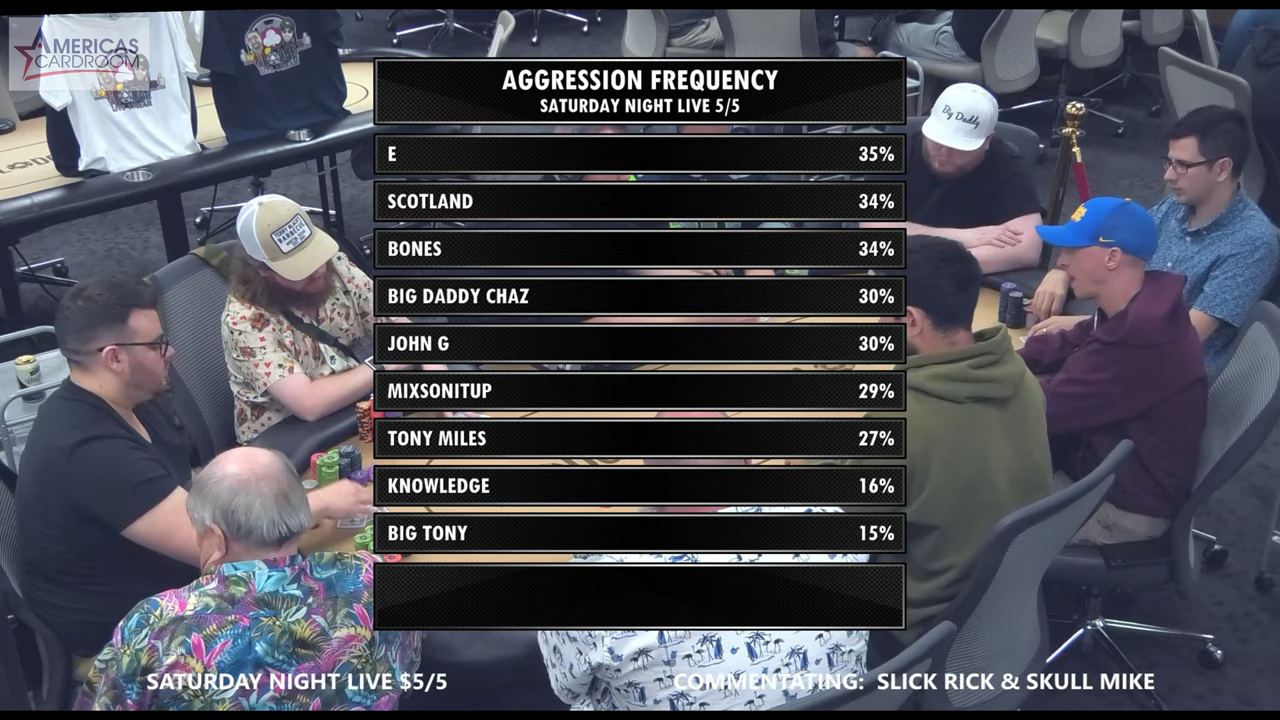 AMERICAS
CARDROOM
AGGRESSION FREQUENCY
SATURDAY NIGHT LIVE 5/5
E 35%
SCOTLAND 34%
BONES 34%
BIG DADDY CHAZ 30%
JOHN G 30%
MIXSONITUP 29%
TONY MILES 27%
KNOWLEDGE 16%
BIG TONY 15%
Big Daddy
BARBECUE
SATURDAY NIGHT LIVE $5/5
COMMENTATING: SLICK RICK & SKULL MIKE